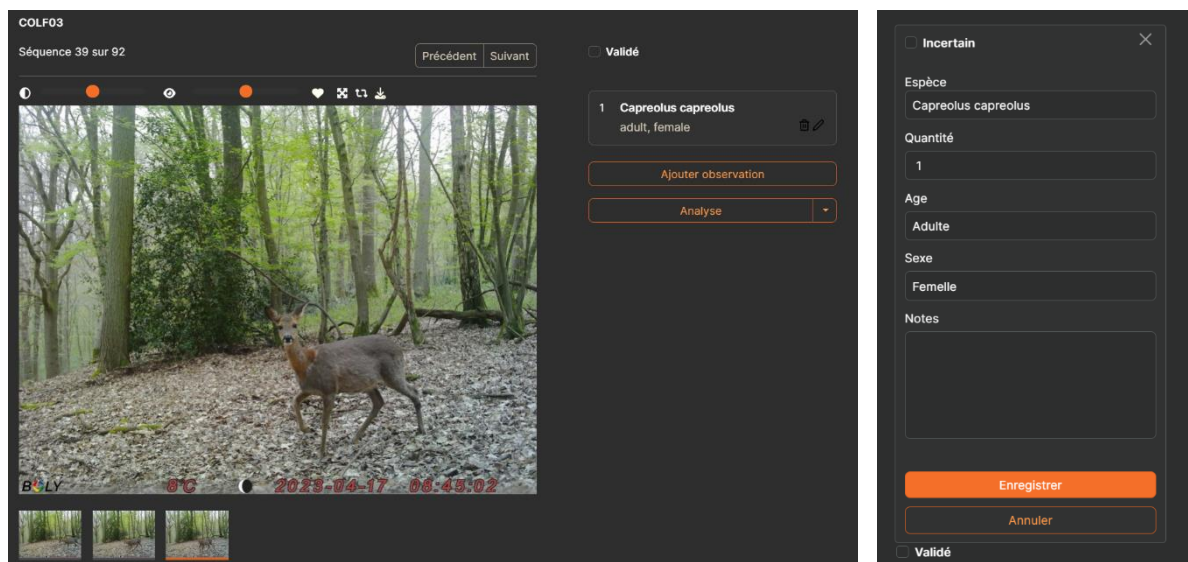 COLF03
Séquence 39 sur 92
Précédent Suivant
BOLY 8°C 2023-04-17 08:45:02
Validé
1 Capreolus capreolus
adult, female
Ajouter observation
Analyse
Incertain
Espèce
Capreolus capreolus
Quantité
1
Age
Adulte
Sexe
Femelle
Notes
Enregistrer
Annuler
Validé